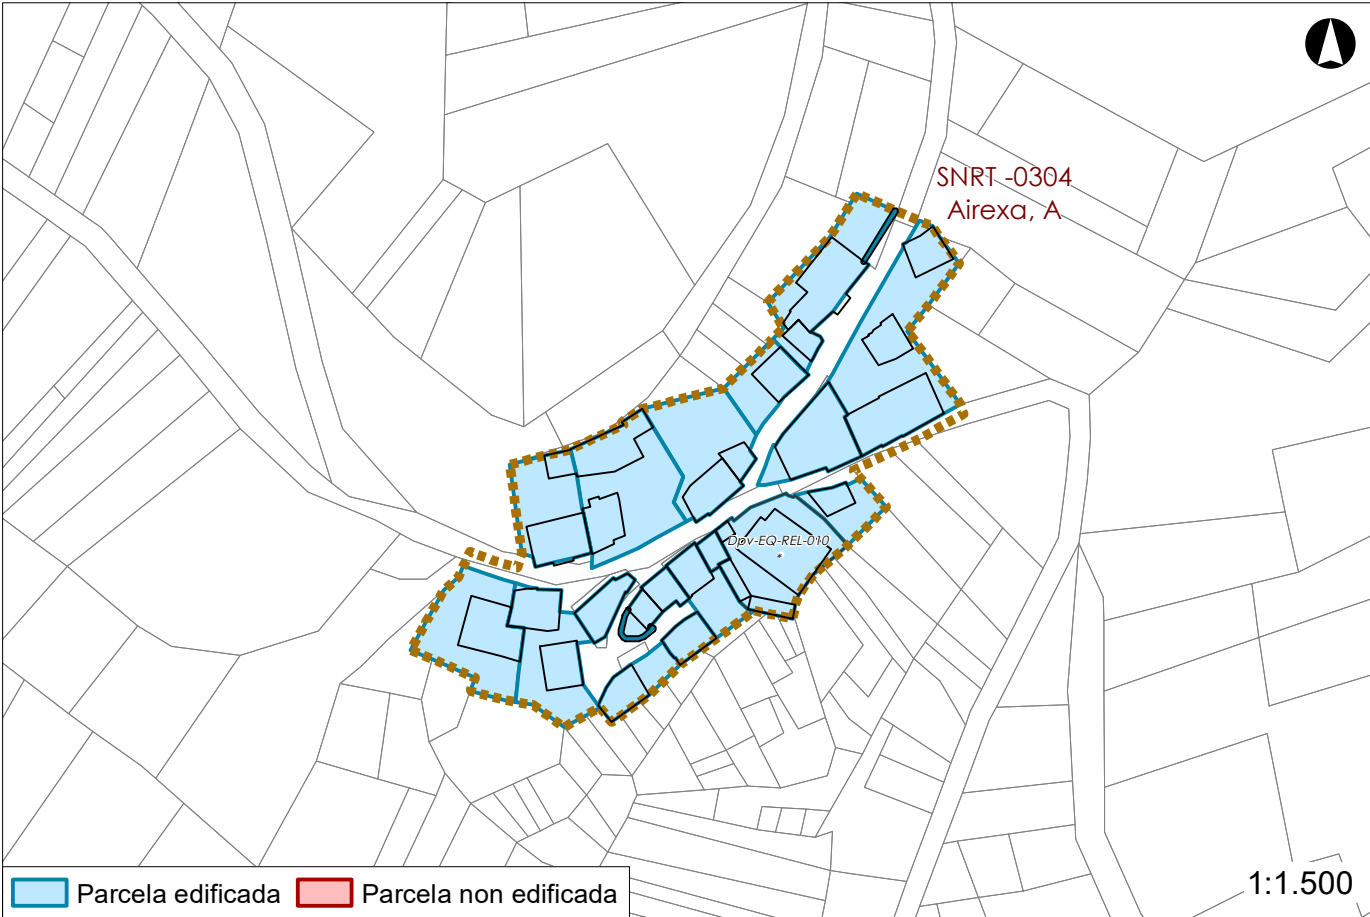 SNRT -0304
Airexa, A
Dpv-EQ-REL-010
*
Parcela edificada
Parcela non edificada
1:1.500